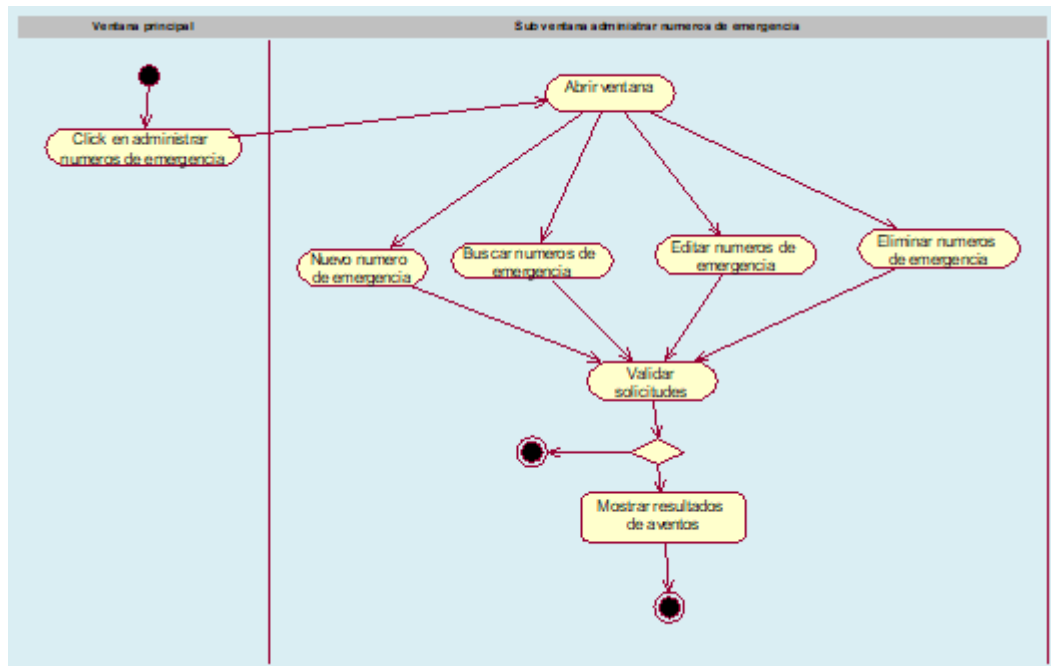 Ventana principal
Sub ventana administrar numeros de emergencia
Abrir ventana
Click en administrar
numeros de emergencia
Nuevo numero
de emergencia
Buscar numeros de
emergencia
Editar numeros de
emergencia
Eliminar numeros
de emergencia
Validar
solicitudes
Mostrar resultados
de aventos